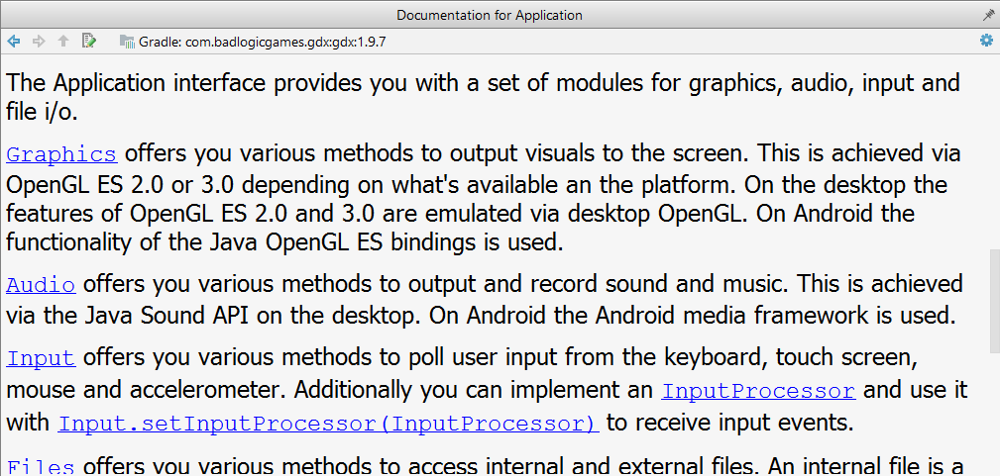 Documentation for Application
Gradle: com.badlogicgames.gdx:gdx:1.9.7
The Application interface provides you with a set of modules for graphics, audio, input and
file i/o.
Graphics offers you various methods to output visuals to the screen. This is achieved via
OpenGL ES 2.0 or 3.0 depending on what's available an the platform. On the desktop the
features of OpenGL ES 2.0 and 3.0 are emulated via desktop OpenGL. On Android the
functionality of the Java OpenGL ES bindings is used.
Audio offers you various methods to output and record sound and music. This is achieved
via the Java Sound API on the desktop. On Android the Android media framework is used.
Input offers you various methods to poll user input from the keyboard, touch screen,
mouse and accelerometer. Additionally you can implement an InputProcessor and use it
with Input.setInputProcessor(InputProcessor) to receive input events.
Files offers you various methods to access internal and external files. An internal file is a